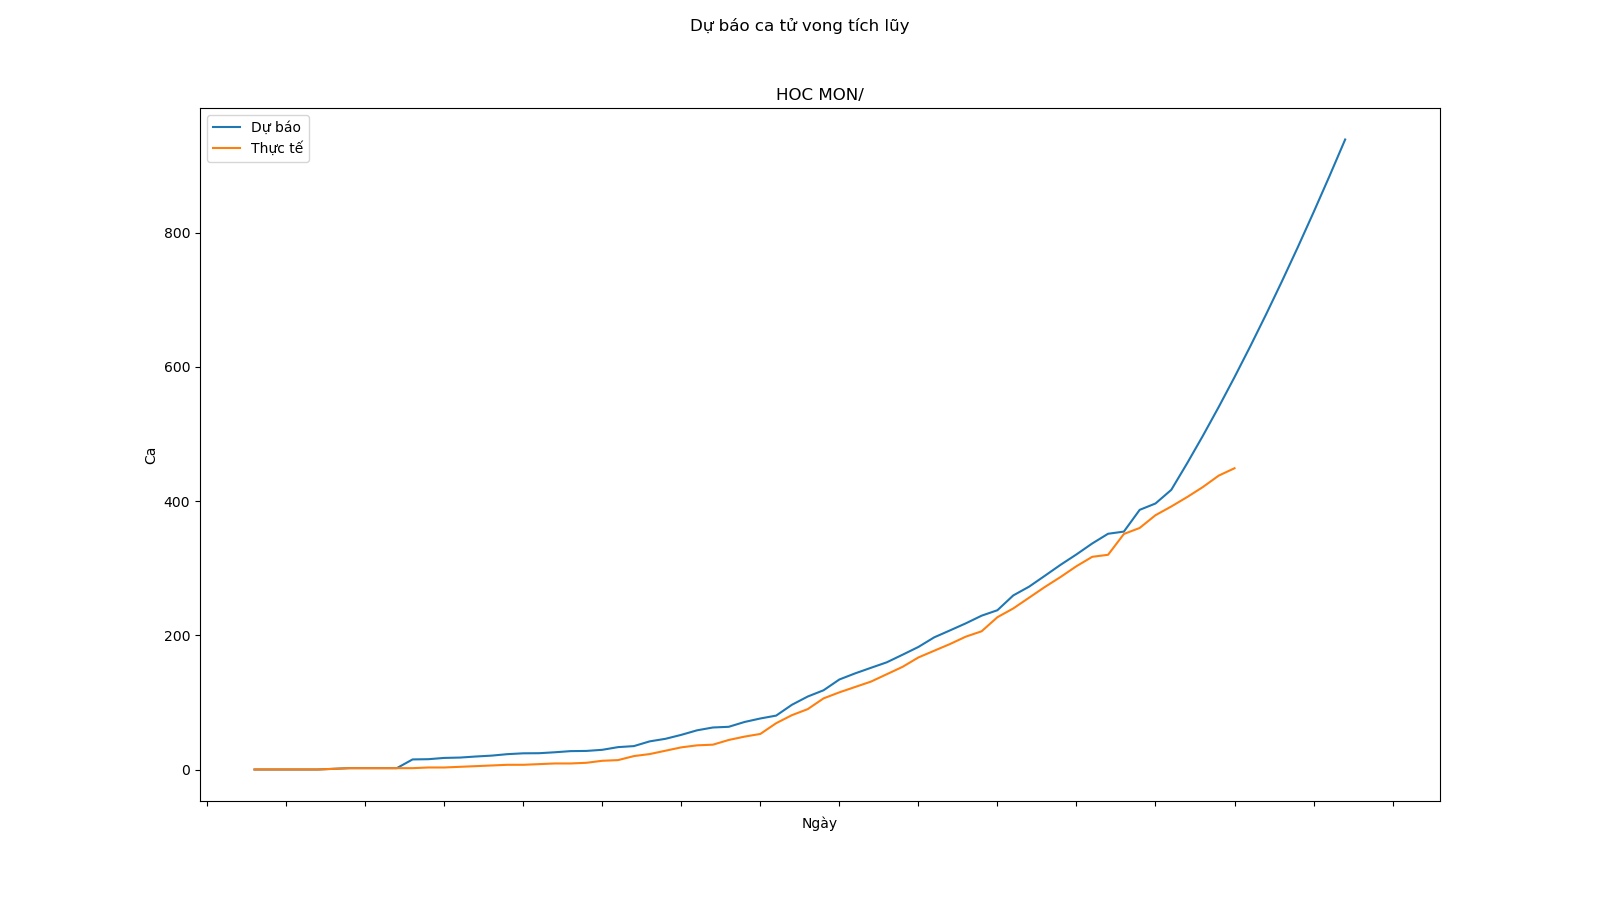 Dự báo ca tử vong tích lũy
HOC MON/
Dự báo
Thực tế
800
600
400
200
0
Ca
Ngày